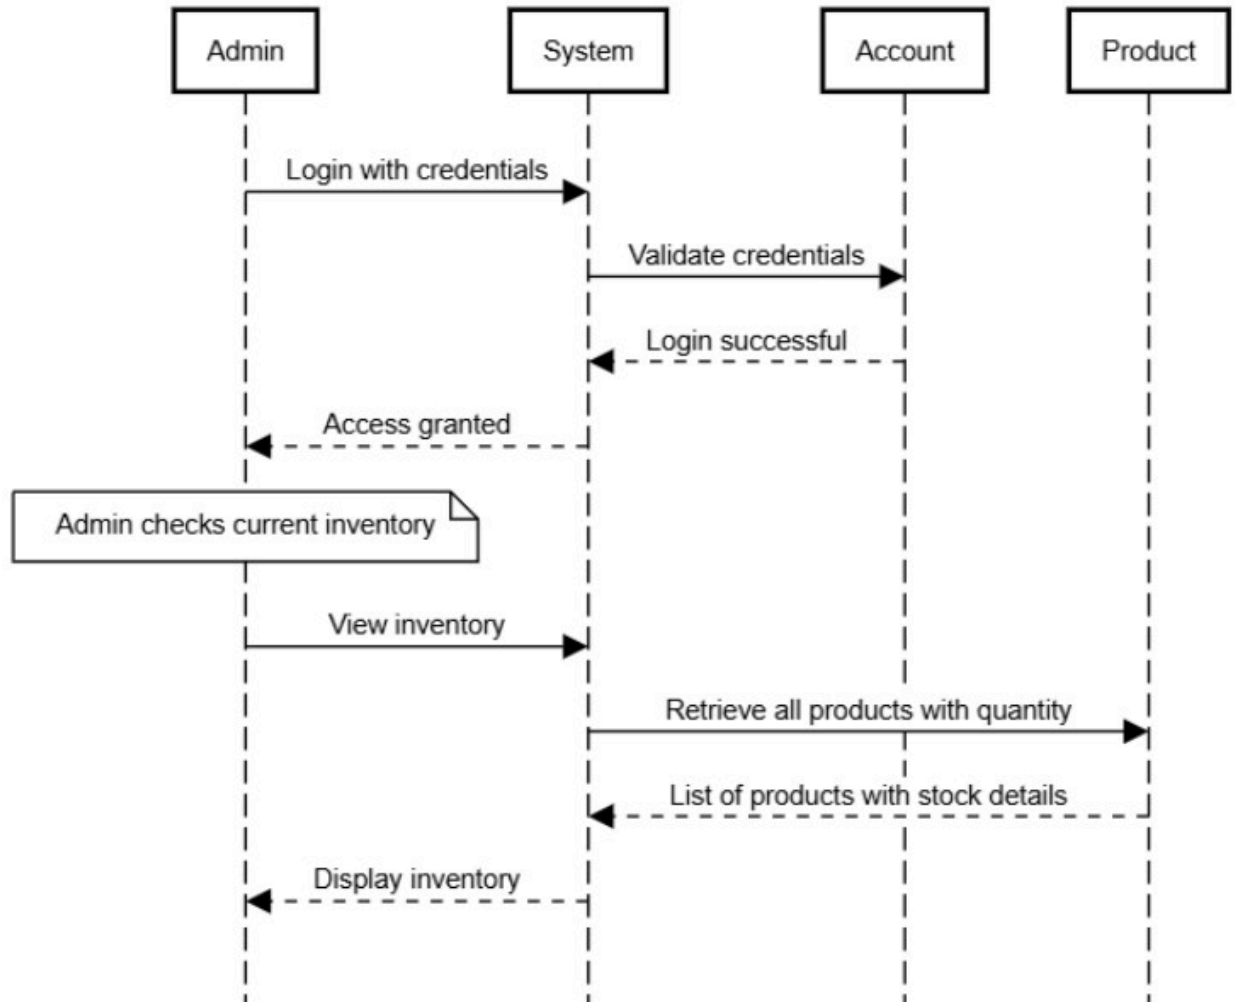 Admin
System
Account
Product
Login with credentials
Validate credentials
Login successful
Access granted
Admin checks current inventory
View inventory
Retrieve all products with quantity
List of products with stock details
Display inventory